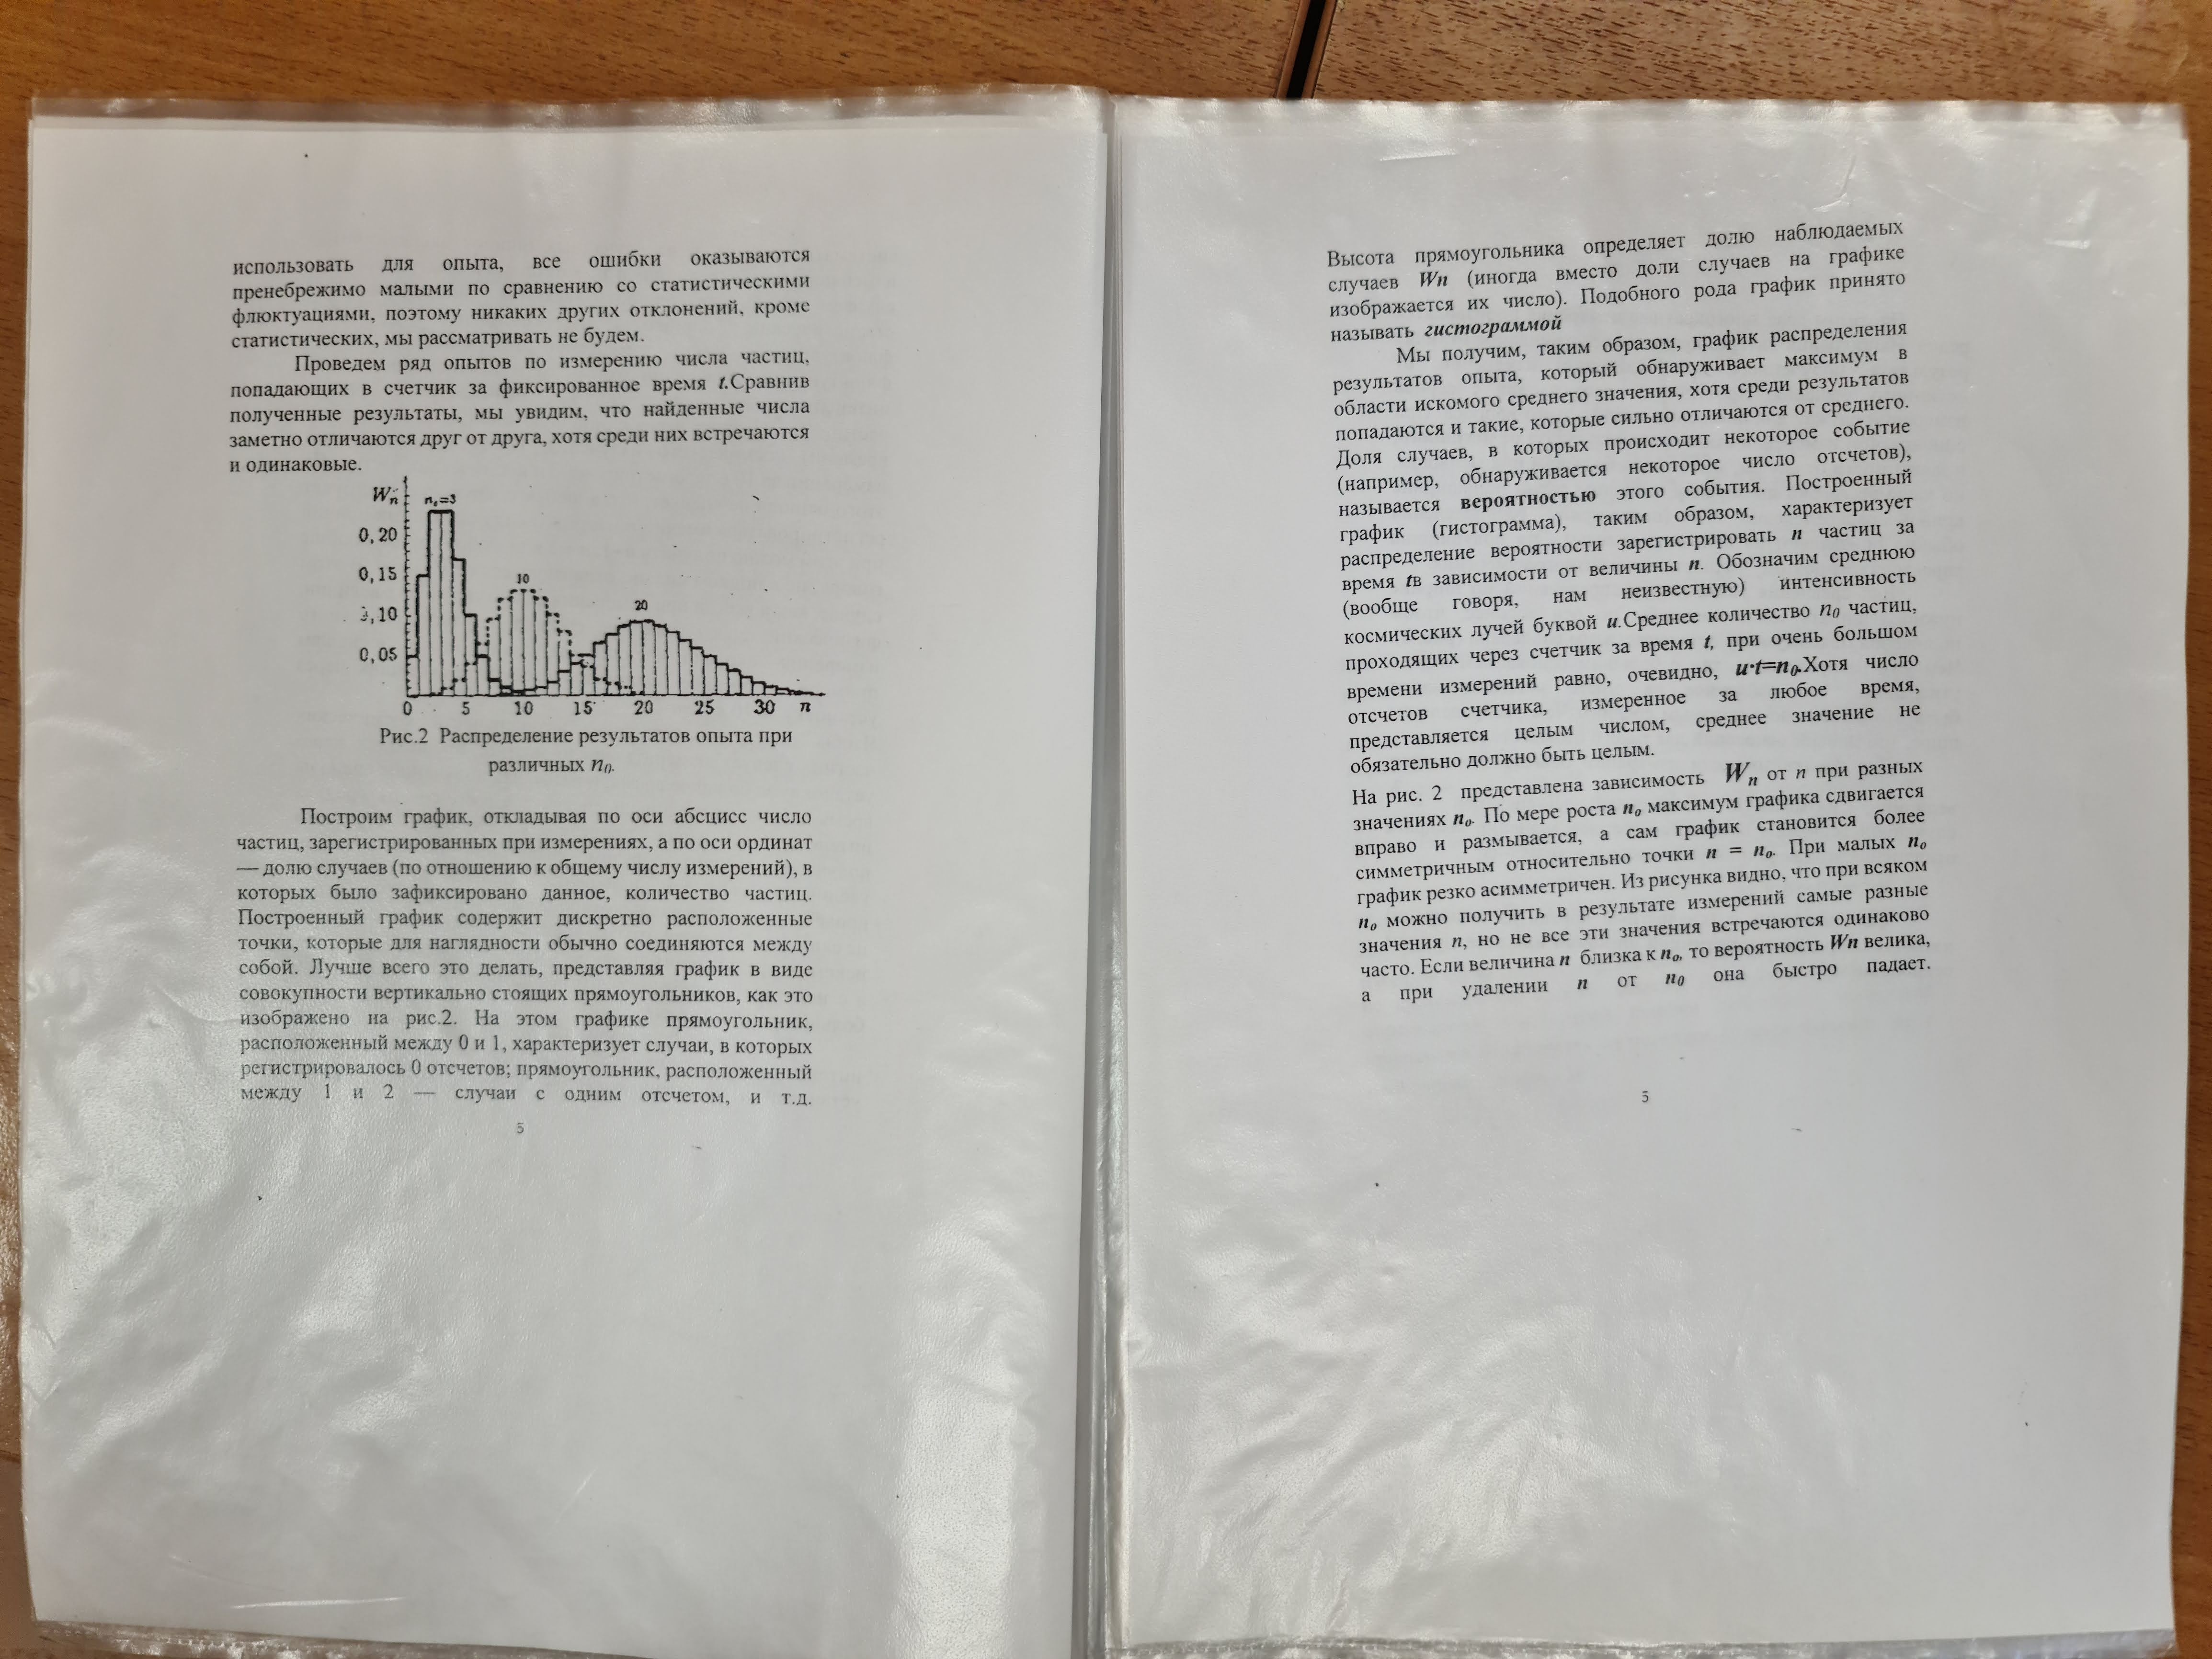 использовать для опыта, все ошибки оказываются
пренебрежимо малыми по сравнению со статистическими
флюктуациями, поэтому никаких других отклонений, кроме
статистических, мы рассматривать не будем.
Проведем ряд опытов по измерению числа частиц,
попадающих в счетчик за фиксированное время t.Сравнив
полученные результаты, мы увидим, что найденные числа
заметно отличаются друг от друга, хотя среди них встречаются
и одинаковые.
Wn
n₀=3
0,20
0,15
10
0,10
20
0,05
0 5 10 15 20 25 30 n
Рис.2 Распределение результатов опыта при
различных n₀.
Построим график, откладывая по оси абсцисс число
частиц, зарегистрированных при измерениях, а по оси ординат
— долю случаев (по отношению к общему числу измерений), в
которых было зафиксировано данное, количество частиц.
Построенный график содержит дискретно расположенные
точки, которые для наглядности обычно соединяются между
собой. Лучше всего это делать, представляя график в виде
совокупности вертикально стоящих прямоугольников, как это
изображено на рис.2. На этом графике прямоугольник,
расположенный между 0 и 1, характеризует случаи, в которых
регистрировалось 0 отсчетов; прямоугольник, расположенный
между 1 и 2 — случаи с одним отсчетом, и т.д.
5
Высота прямоугольника определяет долю наблюдаемых
случаев Wn (иногда вместо доли случаев на графике
изображается их число). Подобного рода график принято
называть гистограммой
Мы получим, таким образом, график распределения
результатов опыта, который обнаруживает максимум в
области искомого среднего значения, хотя среди результатов
попадаются и такие, которые сильно отличаются от среднего.
Доля случаев, в которых происходит некоторое событие
(например, обнаруживается некоторое число отсчетов),
называется вероятностью этого события. Построенный
график (гистограмма), таким образом, характеризует
распределение вероятности зарегистрировать n частиц за
время tв зависимости от величины n. Обозначим среднюю
(вообще говоря, нам неизвестную) интенсивность
космических лучей буквой u.Среднее количество n₀ частиц,
проходящих через счетчик за время t, при очень большом
времени измерений равно, очевидно, u·t=n₀.Хотя число
отсчетов счетчика, измеренное за любое время,
представляется целым числом, среднее значение не
обязательно должно быть целым.
На рис. 2 представлена зависимость Wn от n при разных
значениях n₀. По мере роста n₀ максимум графика сдвигается
вправо и размывается, а сам график становится более
симметричным относительно точки n = n₀. При малых n₀
график резко асимметричен. Из рисунка видно, что при всяком
n₀ можно получить в результате измерений самые разные
значения n, но не все эти значения встречаются одинаково
часто. Если величина n близка к n₀, то вероятность Wn велика,
а при удалении n от n₀ она быстро падает.
5